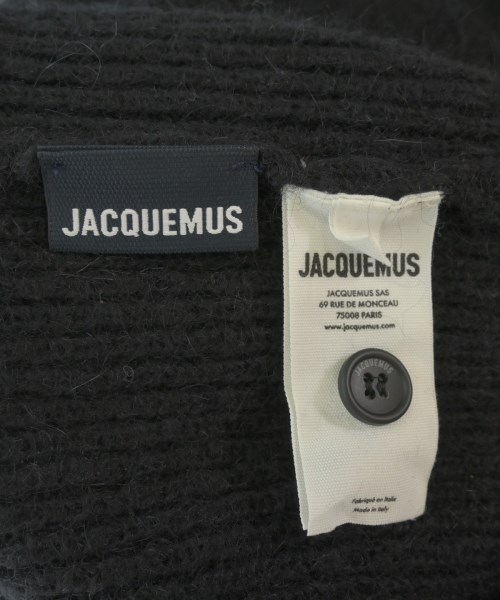 JACQUEMUS
JACQUEMUS
JACQUEMUS SAS
69 RUE DE MONCEAU
75008 PARIS
www.jacquemus.com
JACQUEMUS
Fabriqué en Italie
Made in Italy